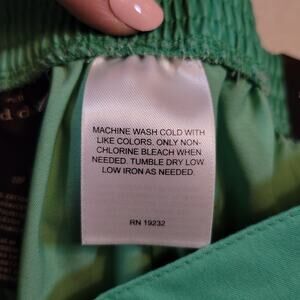 MACHINE WASH COLD WITH
LIKE COLORS. ONLY NON-
CHLORINE BLEACH WHEN
NEEDED. TUMBLE DRY LOW
LOW IRON AS NEEDED.
RN 19232